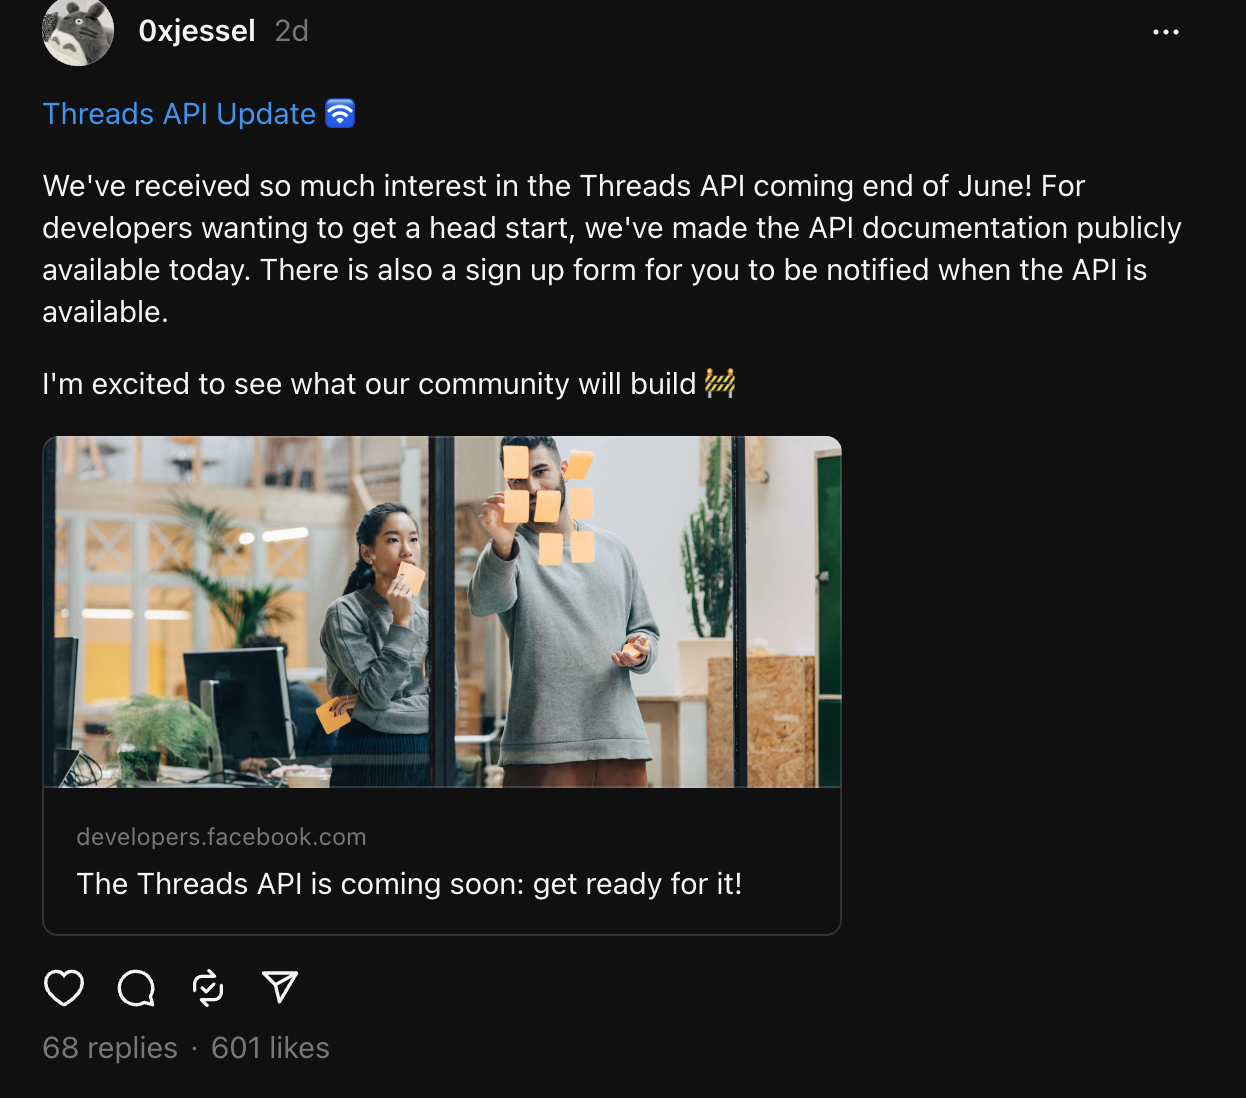 0xjessel 2d
Threads API Update 🛜
We've received so much interest in the Threads API coming end of June! For
developers wanting to get a head start, we've made the API documentation publicly
available today. There is also a sign up form for you to be notified when the API is
available.
I'm excited to see what our community will build 🚧
developers.facebook.com
The Threads API is coming soon: get ready for it!
68 replies · 601 likes